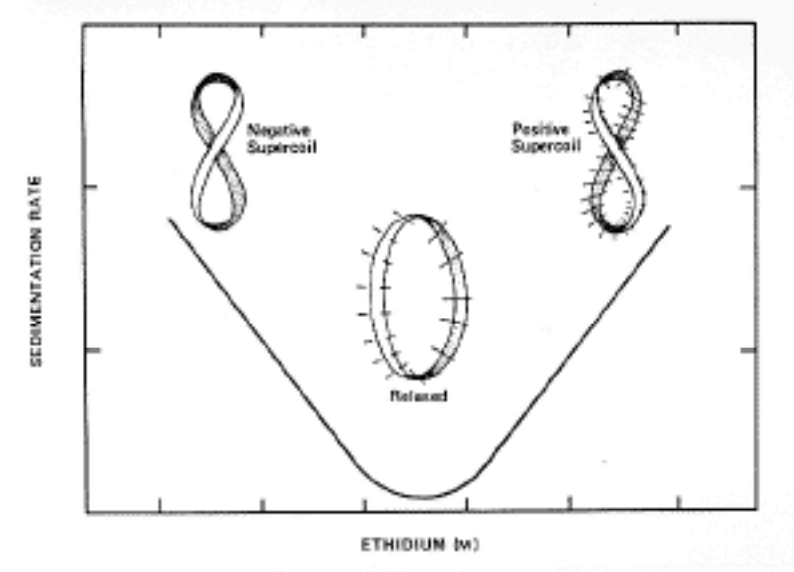 Negative
Supercoil
Positive
Supercoil
Relaxed
SEDIMENTATION RATE
ETHIDIUM (M)